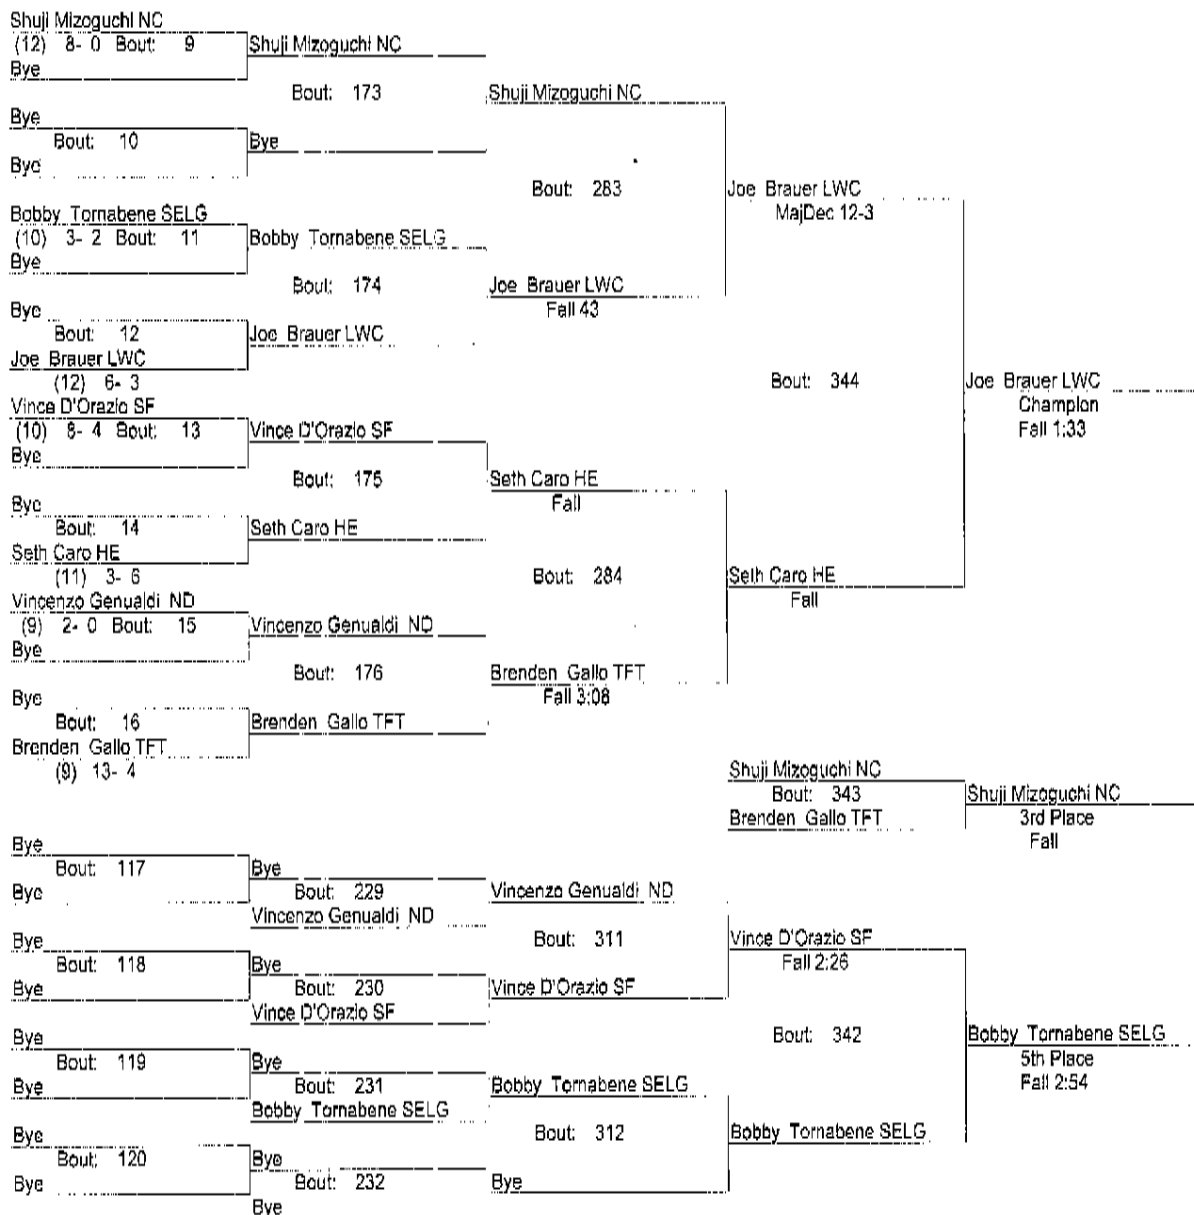 Shuji Mizoguchi NC
(12) 8- 0 Bout: 9
Shuji Mizoguchi NC
Bye
Bout: 173
Shuji Mizoguchi NC
Bye
Bout: 10
Bye
Bye
Bout: 283
Joe Brauer LWC
MajDec 12-3
Bobby Tornabene SELG
(10) 3- 2 Bout: 11
Bobby Tornabene SELG
Bye
Bout: 174
Joe Brauer LWC
Fall 43
Bye
Bout: 12
Joe Brauer LWC
Joe Brauer LWC
(12) 6- 3
Bout: 344
Joe Brauer LWC
Champion
Fall 1:33
Vince D'Orazio SF
(10) 8- 4 Bout: 13
Vince D'Orazio SF
Bye
Bout: 175
Seth Caro HE
Fall
Bye
Bout: 14
Seth Caro HE
Seth Caro HE
(11) 3- 6
Bout: 284
Seth Caro HE
Fall
Vincenzo Genualdi ND
(9) 2- 0 Bout: 15
Vincenzo Genualdi ND
Bye
Bout: 176
Brenden Gallo TFT
Fall 3:08
Bye
Bout: 16
Brenden Gallo TFT
Brenden Gallo TFT
(9) 13- 4
Shuji Mizoguchi NC
Bout: 343
Shuji Mizoguchi NC
Brenden Gallo TFT
3rd Place
Fall
Bye
Bout: 117
Bye
Bye
Bout: 229
Vincenzo Genualdi ND
Vincenzo Genualdi ND
Bye
Bout: 311
Vince D'Orazio SF
Fall 2:26
Bout: 118
Bye
Bye
Bout: 230
Vince D'Orazio SF
Vince D'Orazio SF
Bye
Bout: 342
Bobby Tornabene SELG
5th Place
Fall 2:54
Bout: 119
Bye
Bye
Bout: 231
Bobby Tornabene SELG
Bobby Tornabene SELG
Bye
Bout: 312
Bobby Tornabene SELG
Bout: 120
Bye
Bye
Bout: 232
Bye
Bye